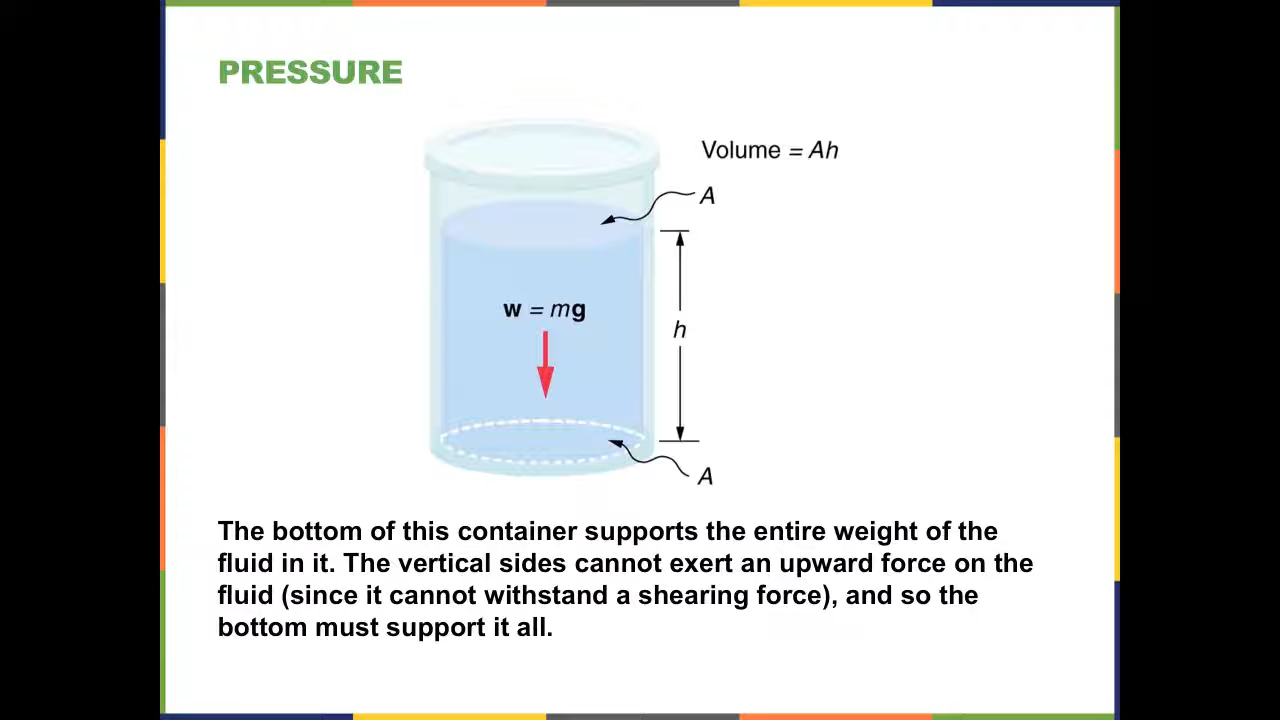 PRESSURE
Volume = Ah
A
w = mg
h
A
The bottom of this container supports the entire weight of the
fluid in it. The vertical sides cannot exert an upward force on the
fluid (since it cannot withstand a shearing force), and so the
bottom must support it all.